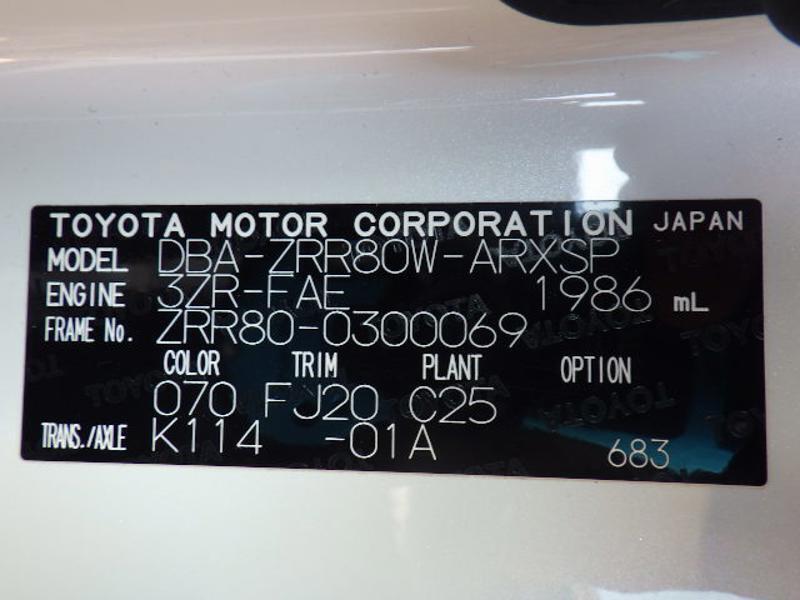 TOYOTA MOTOR CORPORATION JAPAN
MODEL DBA-ZRR80W-ARXSP
ENGINE 3ZR-FAE 1986 mL
FRAME No. ZRR80-0300069
COLOR TRIM PLANT OPTION
070 FJ20 C25
TRANS./AXLE K114 -01A 683